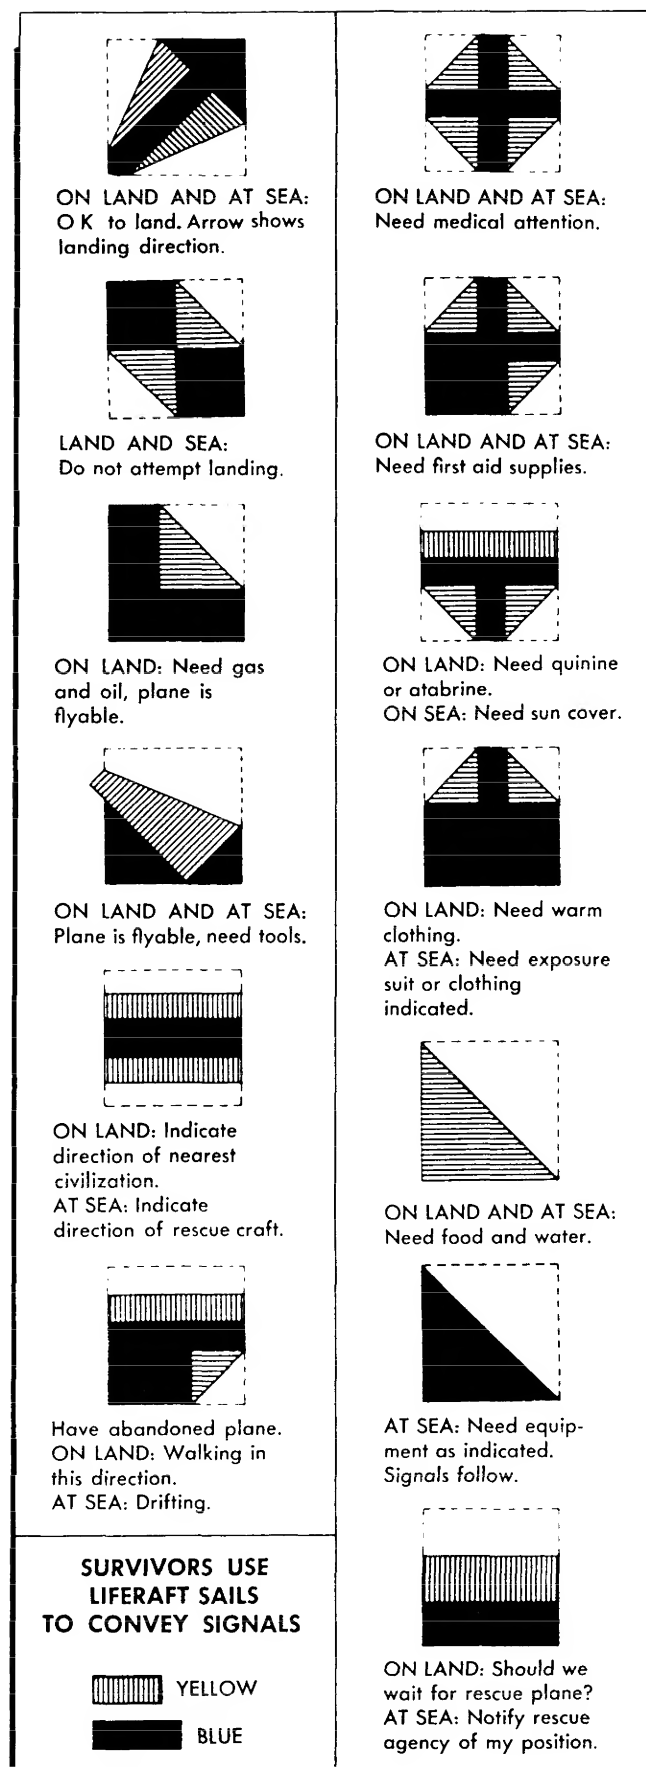 ON LAND AND AT SEA:
O K to land. Arrow shows
landing direction.
LAND AND SEA:
Do not attempt landing.
ON LAND: Need gas
and oil, plane is
flyable.
ON LAND AND AT SEA:
Plane is flyable, need tools.
ON LAND: Indicate
direction of nearest
civilization.
AT SEA: Indicate
direction of rescue craft.
Have abandoned plane.
ON LAND: Walking in
this direction.
AT SEA: Drifting.
SURVIVORS USE
LIFERAFT SAILS
TO CONVEY SIGNALS
YELLOW
BLUE
ON LAND AND AT SEA:
Need medical attention.
ON LAND AND AT SEA:
Need first aid supplies.
ON LAND: Need quinine
or atabrine.
ON SEA: Need sun cover.
ON LAND: Need warm
clothing.
AT SEA: Need exposure
suit or clothing
indicated.
ON LAND AND AT SEA:
Need food and water.
AT SEA: Need equip-
ment as indicated.
Signals follow.
ON LAND: Should we
wait for rescue plane?
AT SEA: Notify rescue
agency of my position.